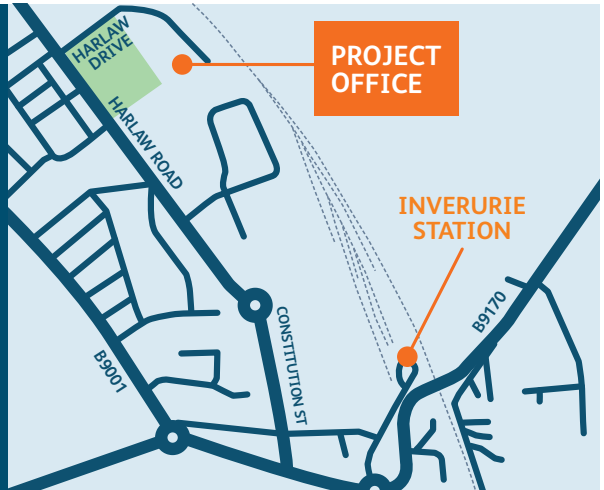 HARLAW
DRIVE
PROJECT
OFFICE
HARLAW ROAD
INVERURIE
STATION
B9170
CONSTITUTION ST
B9001